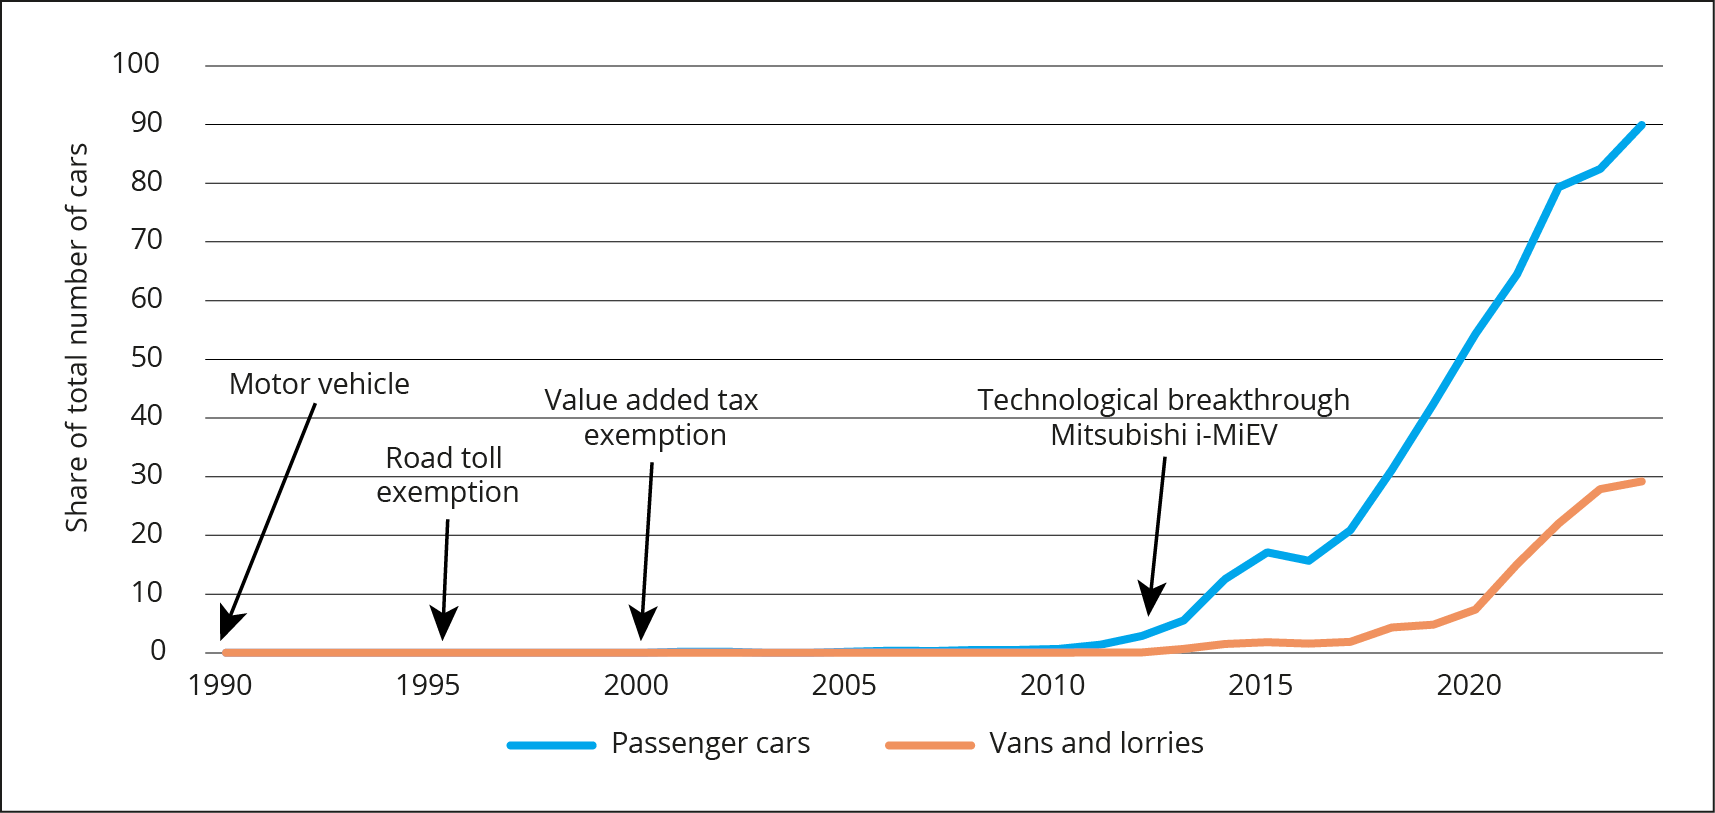 100
90
80
70
60
50
40
30
20
10
0
Share of total number of cars
Motor vehicle
Road toll
exemption
Value added tax
exemption
Technological breakthrough
Mitsubishi i-MiEV
1990
1995
2000
2005
2010
2015
2020
Passenger cars
Vans and lorries